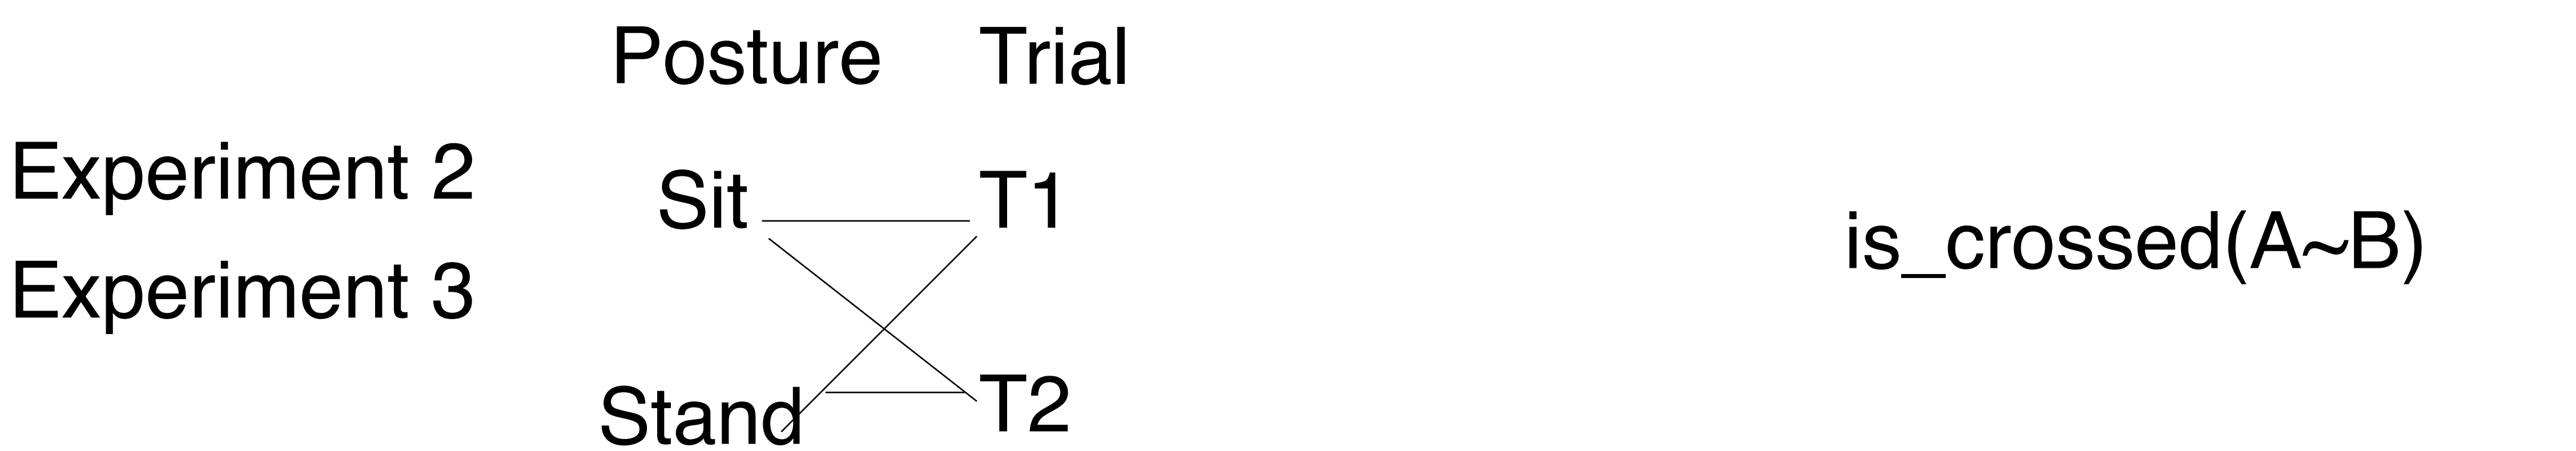 Posture Trial
Experiment 2
Sit T1
is_crossed(A~B)
Experiment 3
Stand T2